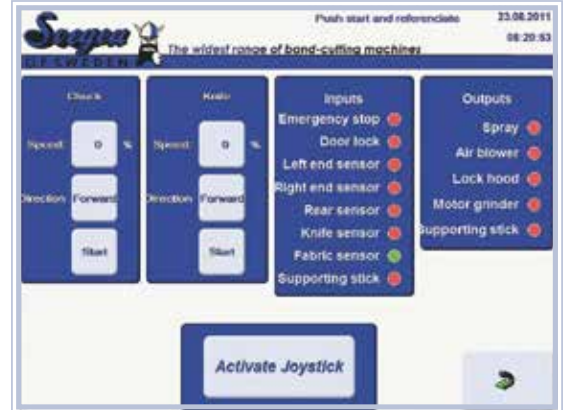 Push start and referenciate
23.08.2011
08:20:53
Svegea
OF SWEDEN
The widest range of band-cutting machines
Chuck
Speed 0 %
Direction Forward
Start
Knife
Speed 0 %
Direction Forward
Start
Inputs
Emergency stop
Door lock
Left end sensor
Right end sensor
Rear sensor
Knife sensor
Fabric sensor
Supporting stick
Outputs
Spray
Air blower
Lock hood
Motor grinder
Supporting stick
Activate Joystick